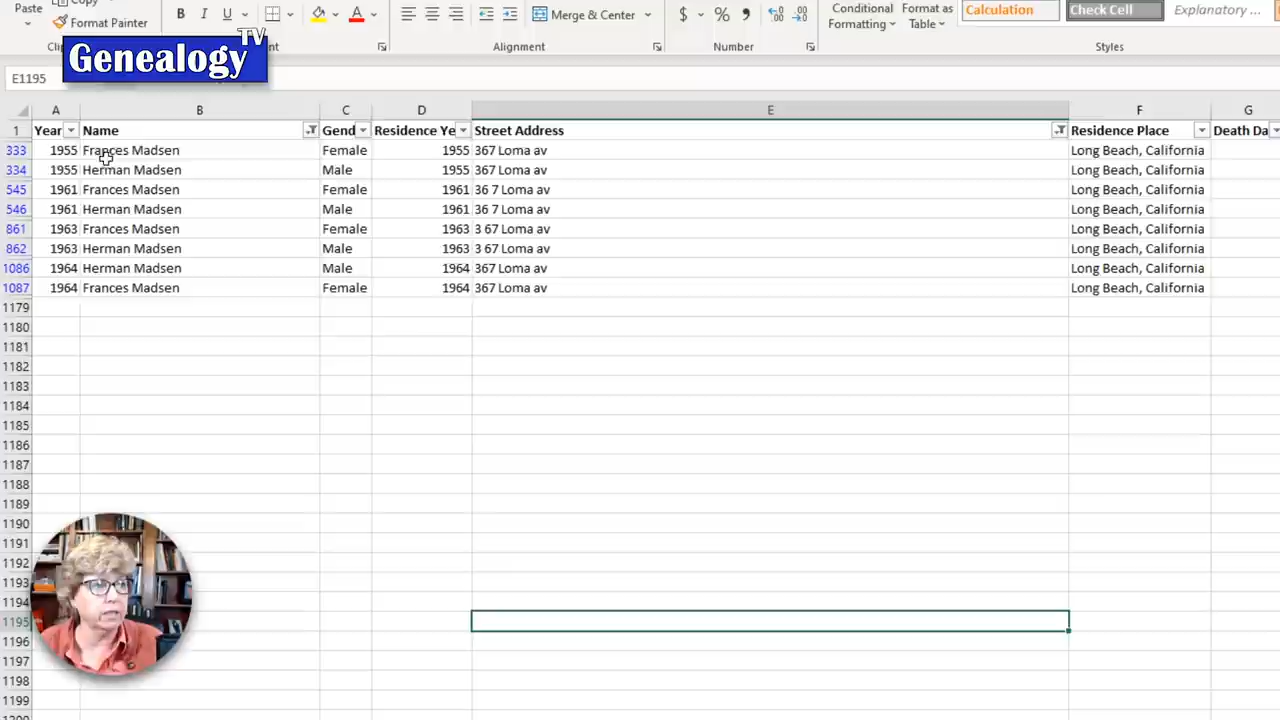 Paste
Copy
Format Painter
B I U A
Merge & Center
$ % 9
Conditional
Formatting
Format as
Table
Calculation
Check Cell
Explanatory ...
Alignment
Number
Styles
Genealogy TV
E1195
A B C D E F G
1 Year Name Gend Residence Ye Street Address Residence Place Death Da
333 1955 Frances Madsen Female 1955 367 Loma av Long Beach, California
334 1955 Herman Madsen Male 1955 367 Loma av Long Beach, California
545 1961 Frances Madsen Female 1961 36 7 Loma av Long Beach, California
546 1961 Herman Madsen Male 1961 36 7 Loma av Long Beach, California
861 1963 Frances Madsen Female 1963 3 67 Loma av Long Beach, California
862 1963 Herman Madsen Male 1963 3 67 Loma av Long Beach, California
1086 1964 Herman Madsen Male 1964 367 Loma av Long Beach, California
1087 1964 Frances Madsen Female 1964 367 Loma av Long Beach, California
1179
1180
1181
1182
1183
1184
1185
1186
1187
1188
1189
1190
1191
1192
1193
1194
1195
1196
1197
1198
1199